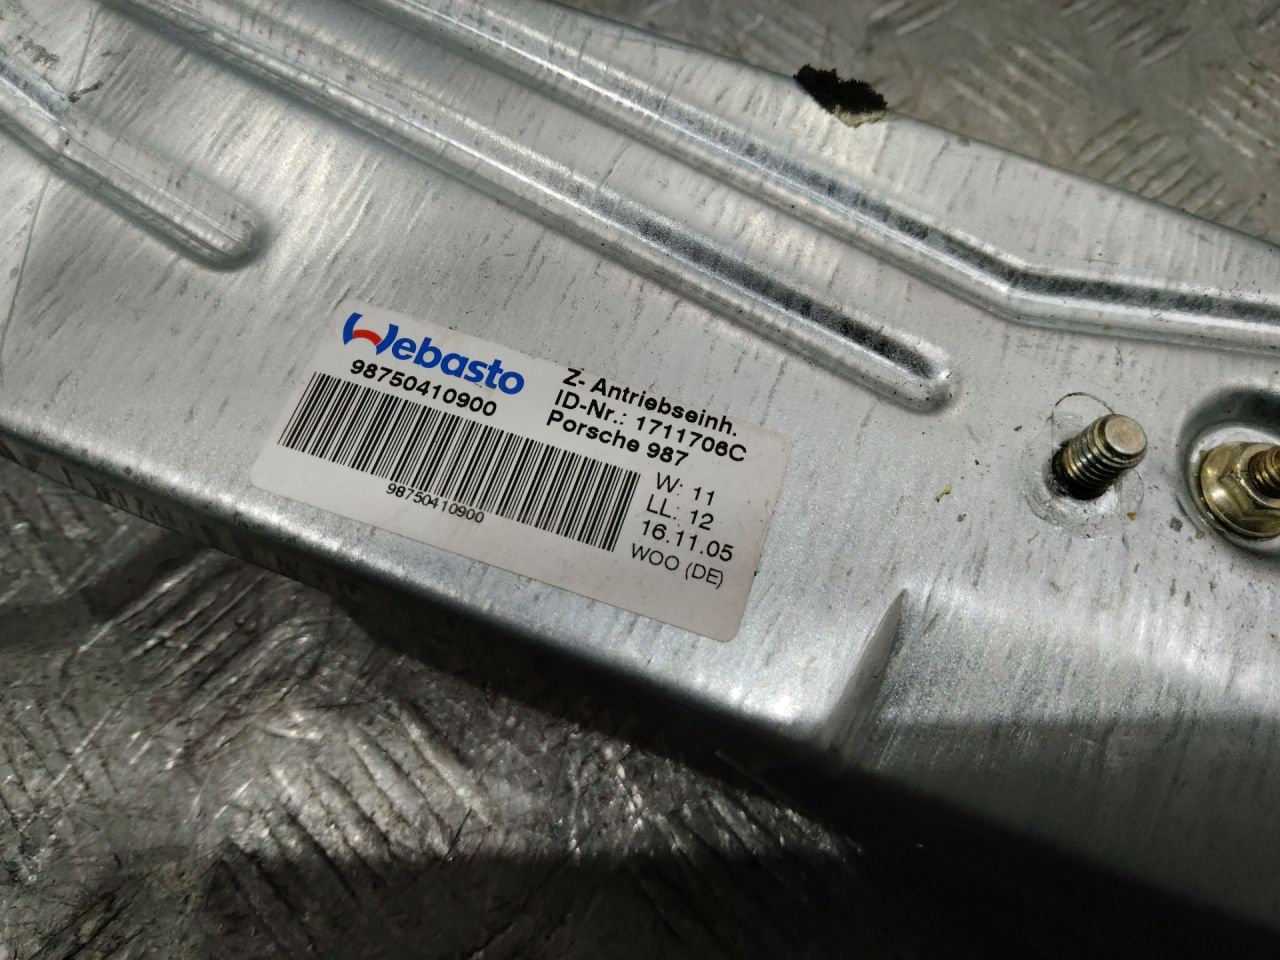 Webasto
98750410900
Z- Antriebseinh.
ID-Nr.: 1711706C
Porsche 987
98750410900
W: 11
LL: 12
16.11.05
WOO (DE)